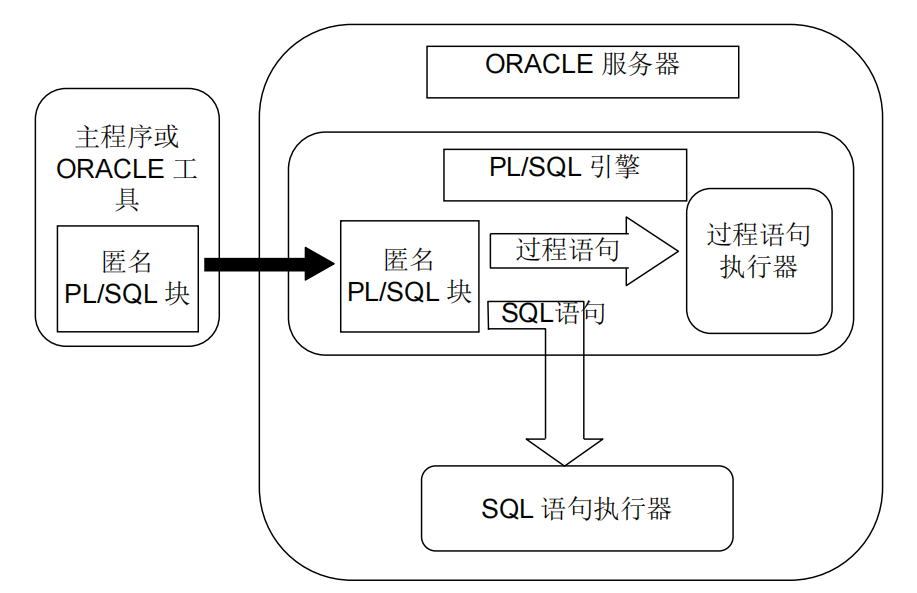 ORACLE 服务器
主程序或
ORACLE 工
具
匿名
PL/SQL 块
PL/SQL 引擎
匿名
PL/SQL 块
过程语句
SQL语句
过程语句
执行器
SQL 语句执行器